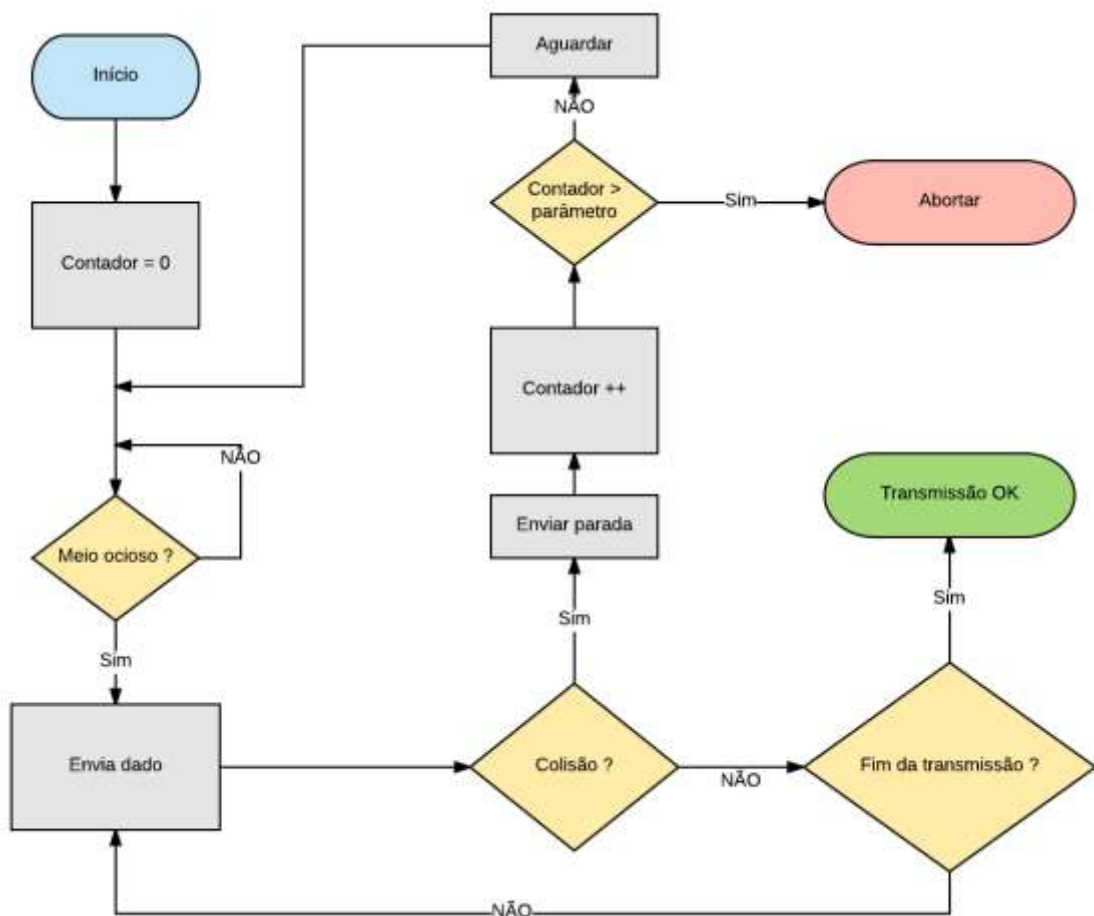 Início
Aguardar
NÃO
Contador = 0
Contador >
parâmetro
Sim
Abortar
Contador ++
NÃO
Transmissão OK
Enviar parada
Meio ocioso ?
Sim
Sim
Sim
Envia dado
Colisão ?
NÃO
Fim da transmissão ?
NÃO